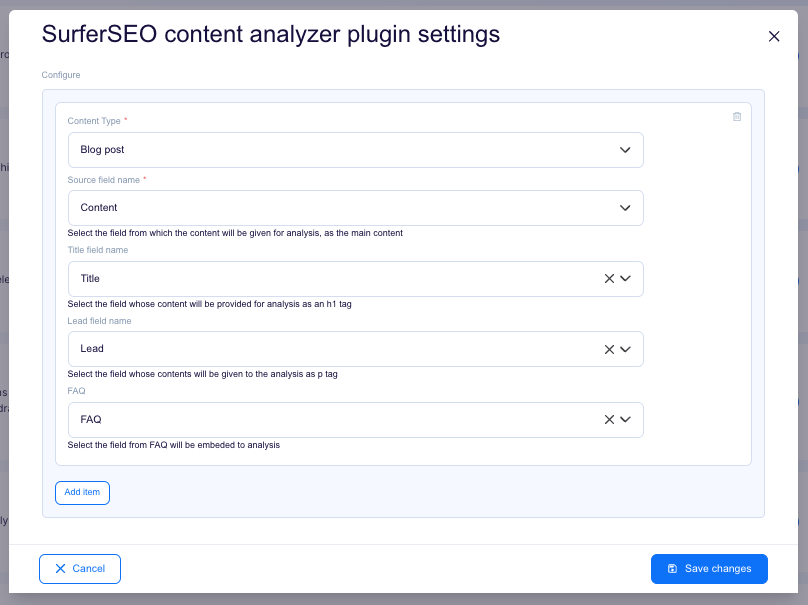 SurferSEO content analyzer plugin settings
Configure
Content Type *
Blog post
Source field name *
Content
Select the field from which the content will be given for analysis, as the main content
Title field name
Title
Select the field whose content will be provided for analysis as an h1 tag
Lead field name
Lead
Select the field whose contents will be given to the analysis as p tag
FAQ
FAQ
Select the field from FAQ will be embeded to analysis
Add item
Cancel
Save changes